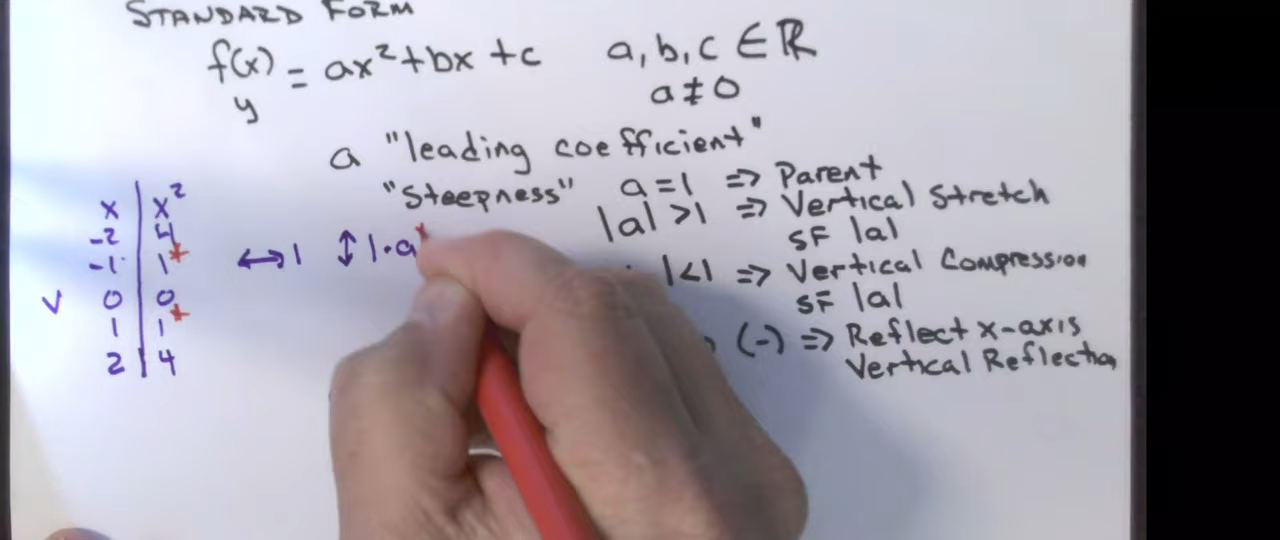 STANDARD FORM
f(x) = ax²+bx+c a, b, c ∈ ℝ
y a≠0
a "leading coefficient"
"Steepness" a=1 => Parent
|a|>1 => Vertical Stretch
SF |a|
|<1 => Vertical Compression
SF |a|
(-) => Reflect x-axis
Vertical Reflection
x | x²
-2 | 4
-1 | 1*
V 0 | 0
1 | 1*
2 | 4
↔1 ↕1·a